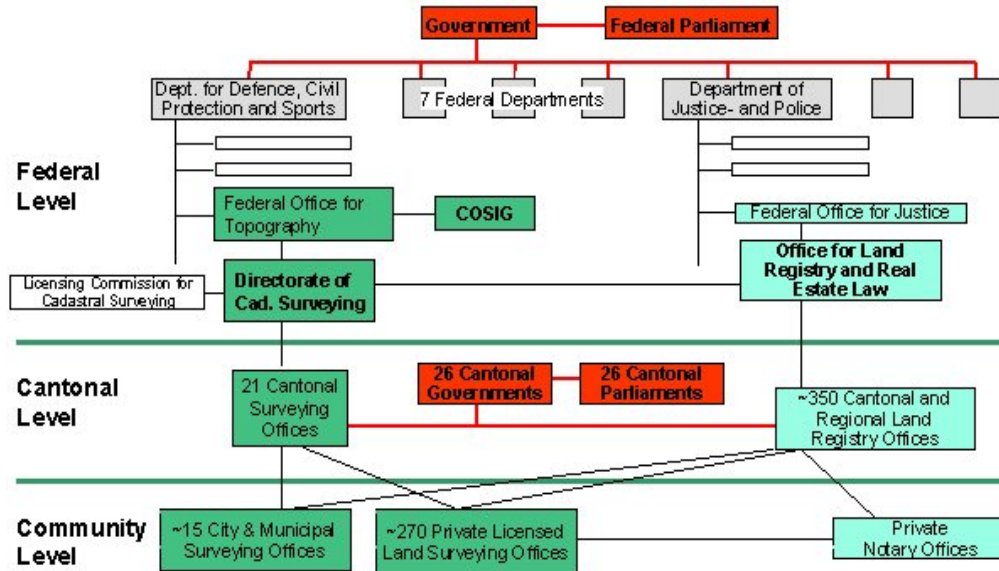 Government
Federal Parliament
Dept. for Defence, Civil
Protection and Sports
7 Federal Departments
Department of
Justice- and Police
Federal
Level
Federal Office for
Topography
COSIG
Federal Office for Justice
Licensing Commission for
Cadastral Surveying
Directorate of
Cad. Surveying
Office for Land
Registry and Real
Estate Law
Cantonal
Level
21 Cantonal
Surveying
Offices
26 Cantonal
Governments
26 Cantonal
Parliaments
~350 Cantonal and
Regional Land
Registry Offices
Community
Level
~15 City & Municipal
Surveying Offices
~270 Private Licensed
Land Surveying Offices
Private
Notary Offices